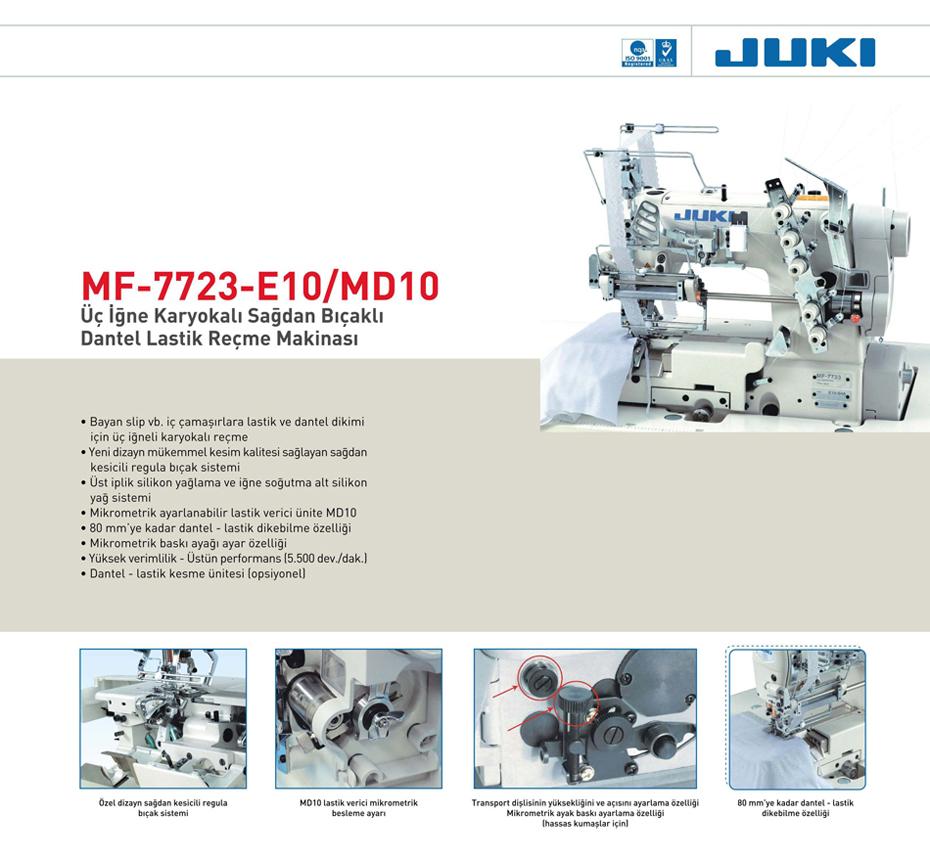 nqa.
ISO 9001
Registered
UKAS
JUKI
JUKI
MF-7723
MF-7723-E10/MD10
Üç İğne Karyokalı Sağdan Bıçaklı
Dantel Lastik Reçme Makinası
• Bayan slip vb. iç çamaşırlara lastik ve dantel dikimi
için üç iğneli karyokalı reçme
• Yeni dizayn mükemmel kesim kalitesi sağlayan sağdan
kesicili regula bıçak sistemi
• Üst iplik silikon yağlama ve iğne soğutma alt silikon
yağ sistemi
• Mikrometrik ayarlanabilir lastik verici ünite MD10
• 80 mm'ye kadar dantel - lastik dikebilme özelliği
• Mikrometrik baskı ayağı ayar özelliği
• Yüksek verimlilik - Üstün performans (5.500 dev./dak.)
• Dantel - lastik kesme ünitesi (opsiyonel)
Özel dizayn sağdan kesicili regula
bıçak sistemi
MD10 lastik verici mikrometrik
besleme ayarı
Transport dişlisinin yüksekliğini ve açısını ayarlama özelliği
Mikrometrik ayak baskı ayarlama özelliği
(hassas kumaşlar için)
80 mm'ye kadar dantel - lastik
dikebilme özelliği